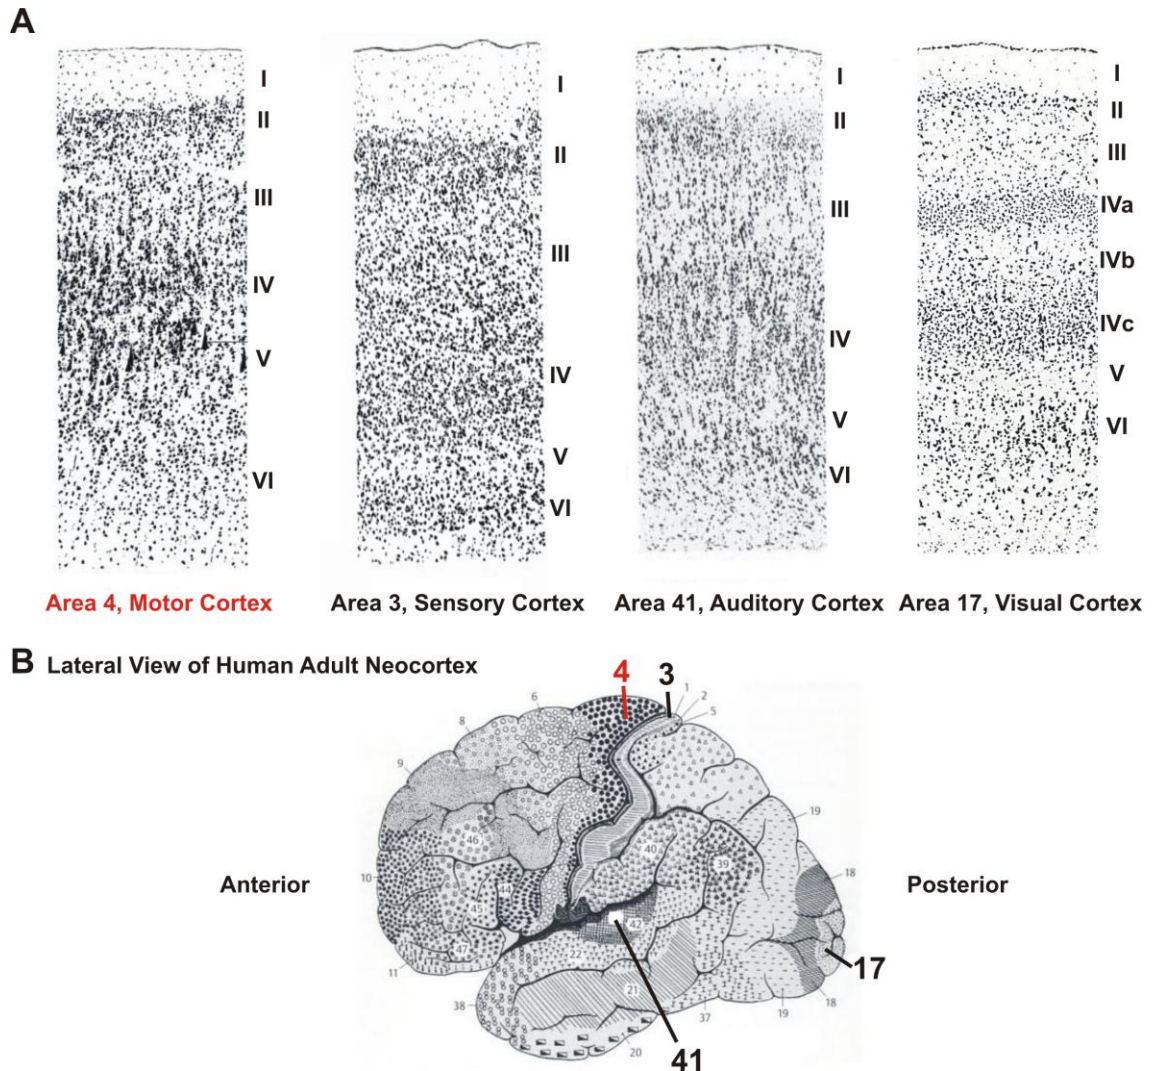 A
I
II
III
IV
V
VI
I
II
III
IV
V
VI
I
II
III
IV
V
VI
I
II
III
IVa
IVb
IVc
V
VI
Area 4, Motor Cortex
Area 3, Sensory Cortex
Area 41, Auditory Cortex
Area 17, Visual Cortex
B Lateral View of Human Adult Neocortex
4
3
6
1
2
5
8
9
46
40
39
19
10
44
45
18
Anterior
Posterior
42
47
22
17
11
21
38
37
19
18
20
41